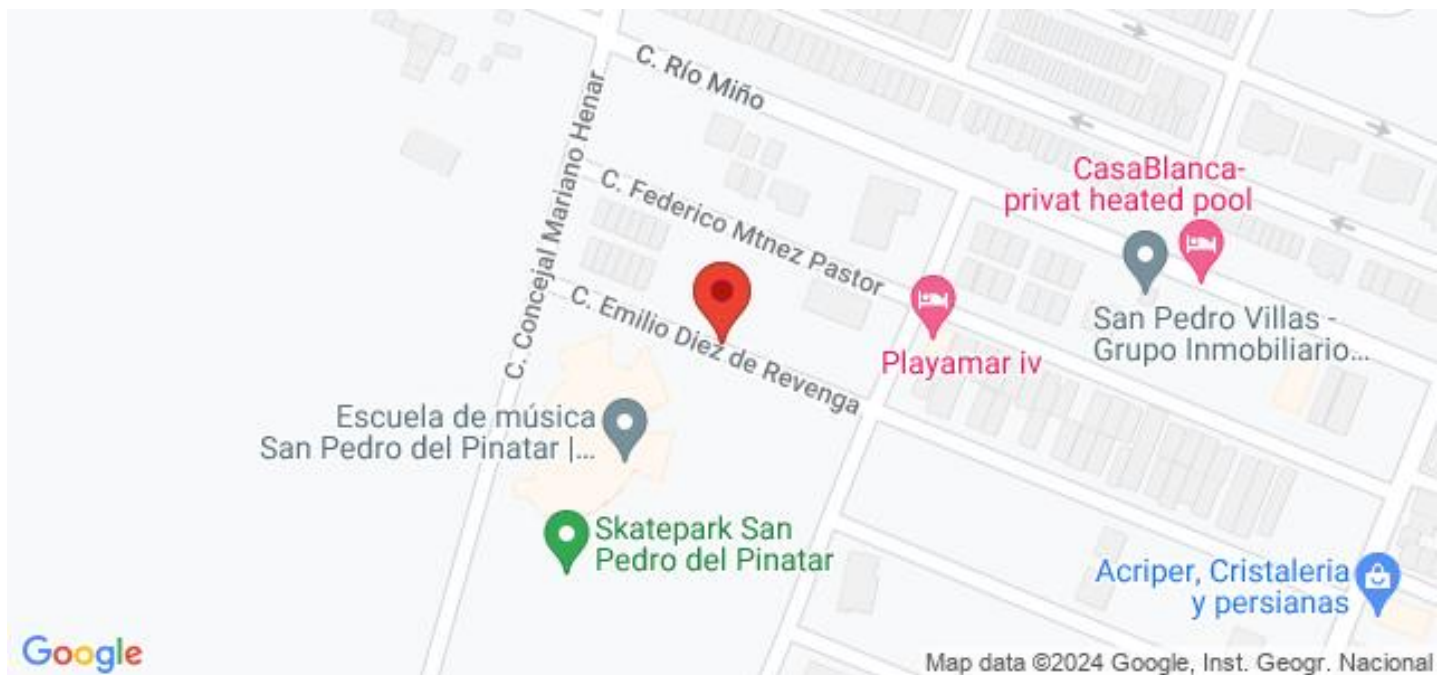 C. Río Miño
C. Concejal Mariano Henar
CasaBlanca-
privat heated pool
C. Federico Mtnez Pastor
C. Emilio Diez de Revenga
San Pedro Villas -
Grupo Inmobiliario...
Playamar iv
Escuela de música
San Pedro del Pinatar |...
Skatepark San
Pedro del Pinatar
Acriper, Cristaleria
y persianas
Google
Map data ©2024 Google, Inst. Geogr. Nacional